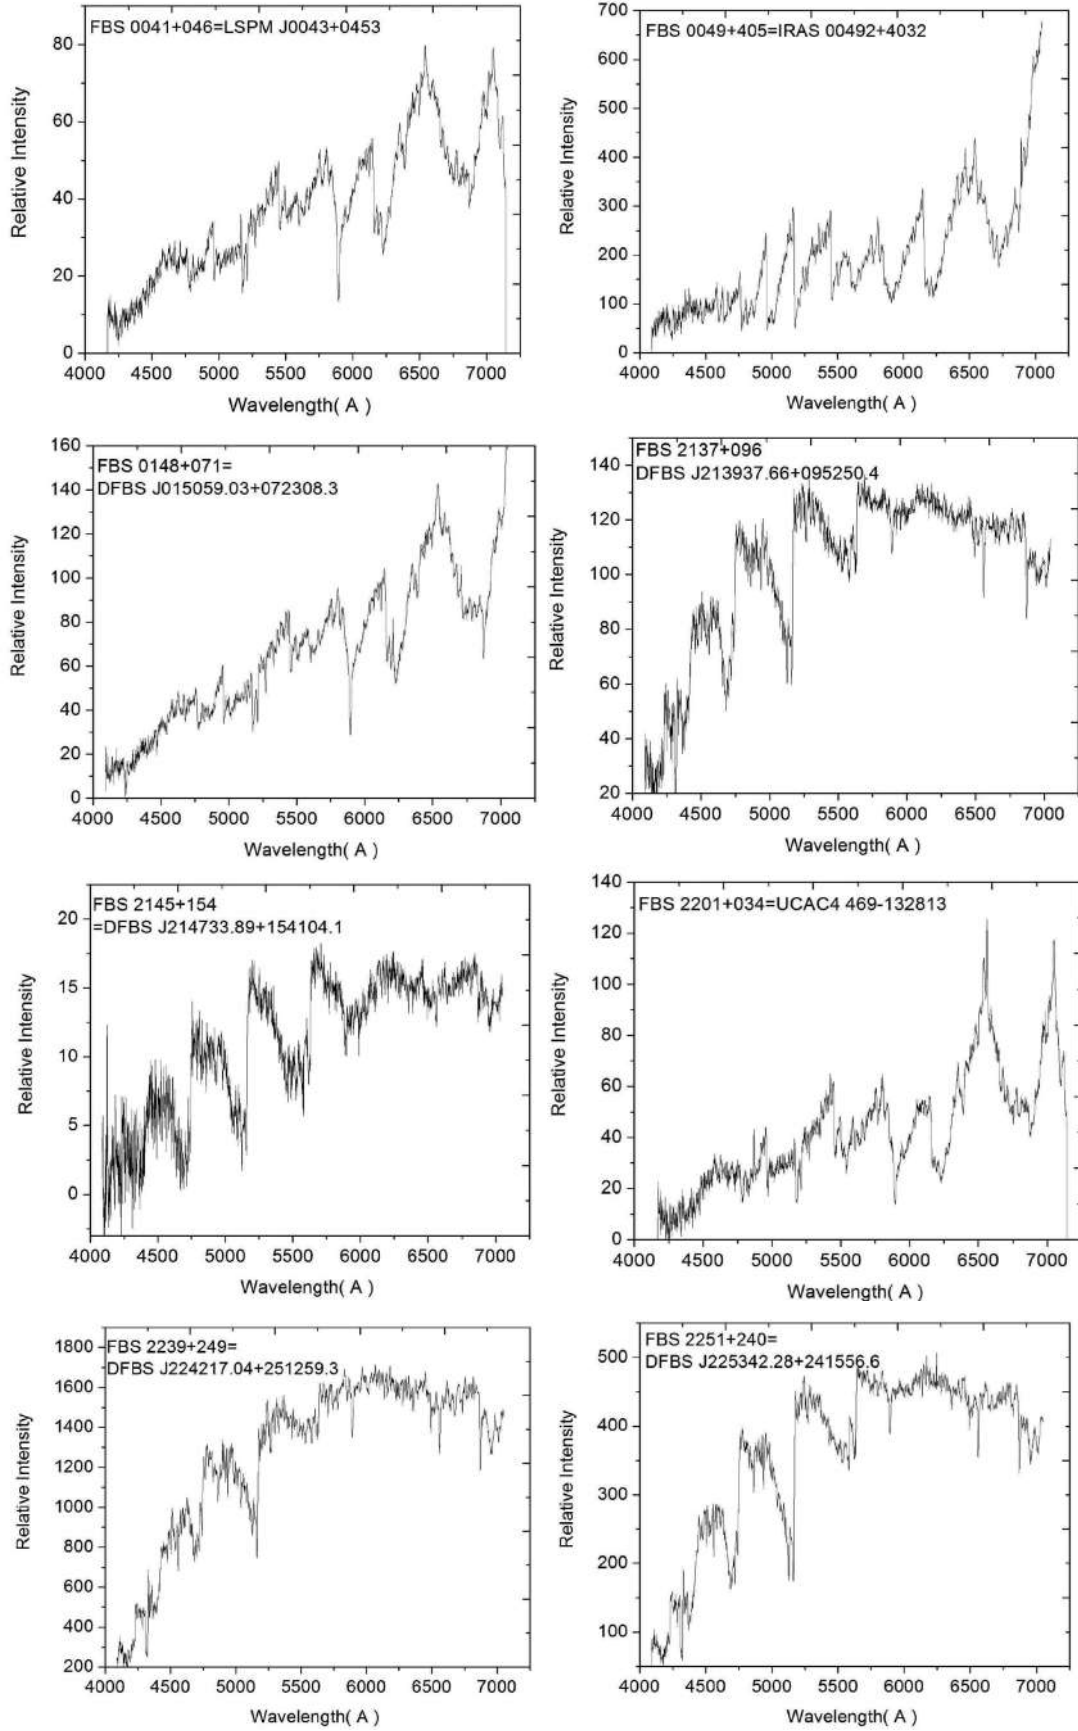 FBS 0041+046=LSPM J0043+0453
80
60
40
20
0
4000 4500 5000 5500 6000 6500 7000
Relative Intensity
Wavelength( A )
FBS 0049+405=IRAS 00492+4032
700
600
500
400
300
200
100
0
4000 4500 5000 5500 6000 6500 7000
Relative Intensity
Wavelength( A )
FBS 0148+071=
DFBS J015059.03+072308.3
160
140
120
100
80
60
40
20
0
4000 4500 5000 5500 6000 6500 7000
Relative Intensity
Wavelength( A )
FBS 2137+096
DFBS J213937.66+095250.4
140
120
100
80
60
40
20
4000 4500 5000 5500 6000 6500 7000
Relative Intensity
Wavelength( A )
FBS 2145+154
=DFBS J214733.89+154104.1
20
15
10
5
0
4000 4500 5000 5500 6000 6500 7000
Relative Intensity
Wavelength( A )
FBS 2201+034=UCAC4 469-132813
140
120
100
80
60
40
20
0
4000 4500 5000 5500 6000 6500 7000
Relative Intensity
Wavelength( A )
FBS 2239+249=
DFBS J224217.04+251259.3
1800
1600
1400
1200
1000
800
600
400
200
4000 4500 5000 5500 6000 6500 7000
Relative Intensity
Wavelength( A )
FBS 2251+240=
DFBS J225342.28+241556.6
500
400
300
200
100
4000 4500 5000 5500 6000 6500 7000
Relative Intensity
Wavelength( A )